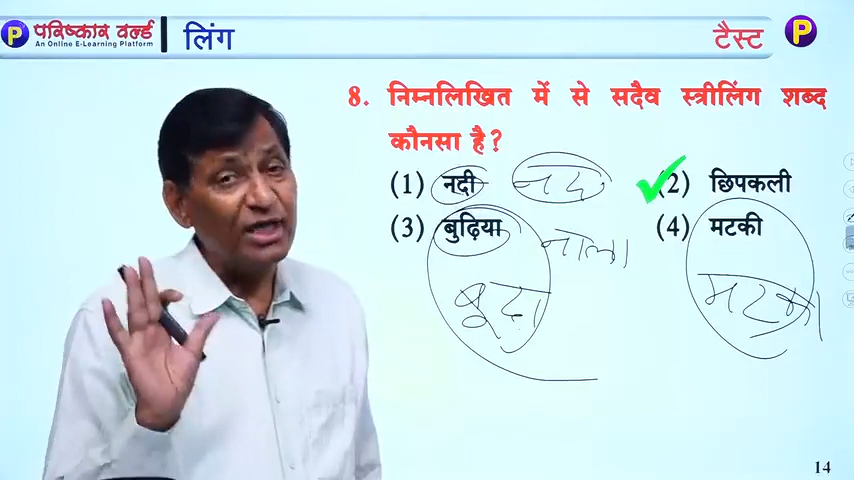 परिष्कार वर्ल्ड
An Online E-Learning Platform
लिंग
टैस्ट
8. निम्नलिखित में से सदैव स्त्रीलिंग शब्द
कौनसा है?
(1) नदी नद (2) छिपकली
(3) बुढ़िया नाला (4) मटकी
बूढ़ा मटका
14